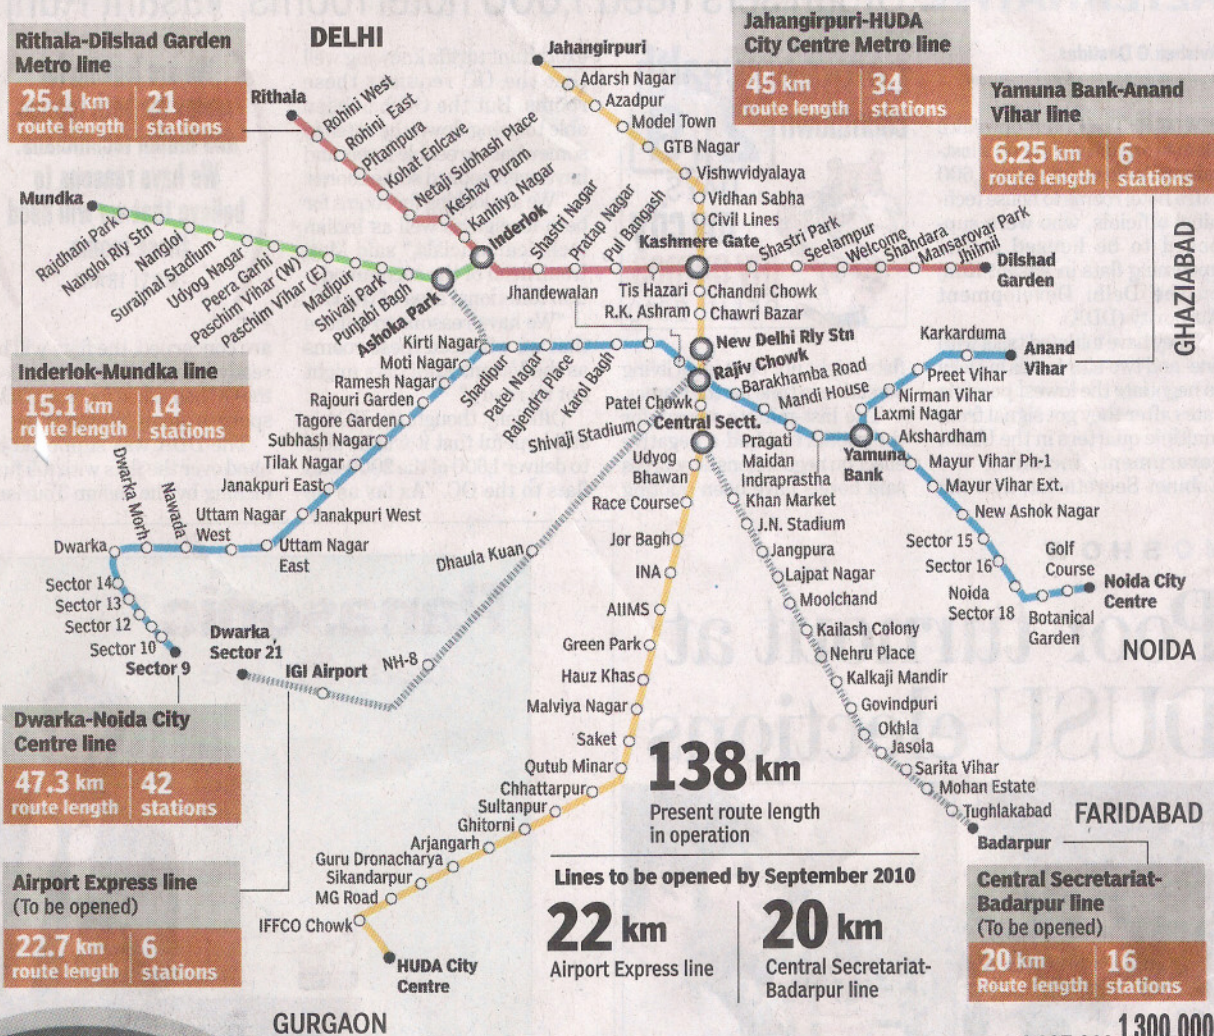 DELHI
Rithala-Dilshad Garden
Metro line
25.1 km
route length
21
stations
Jahangirpuri-HUDA
City Centre Metro line
45 km
route length
34
stations
Yamuna Bank-Anand
Vihar line
6.25 km
route length
6
stations
Inderlok-Mundka line
15.1 km
route length
14
stations
Rithala
Rohini West
Rohini East
Pitampura
Kohat Enlcave
Netaji Subhash Place
Keshav Puram
Kanhiya Nagar
Inderlok
Shastri Nagar
Pratap Nagar
Pul Bangash
Tis Hazari
Kashmere Gate
Shastri Park
Seelampur
Welcome
Shahdara
Mansarovar Park
Jhilmil
Dilshad
Garden
GHAZIABAD
Jahangirpuri
Adarsh Nagar
Azadpur
Model Town
GTB Nagar
Vishwvidyalaya
Vidhan Sabha
Civil Lines
Chandni Chowk
Chawri Bazar
New Delhi Rly Stn
Rajiv Chowk
Patel Chowk
Central Sectt.
Udyog
Bhawan
Race Course
Jor Bagh
INA
AIIMS
Green Park
Hauz Khas
Malviya Nagar
Saket
Qutub Minar
Chhattarpur
Sultanpur
Ghitorni
Arjangarh
Guru Dronacharya
Sikandarpur
MG Road
IFFCO Chowk
HUDA City
Centre
GURGAON
Mundka
Rajdhani Park
Nangloi Rly Stn
Nangloi
Surajmal Stadium
Udyog Nagar
Peera Garhi
Paschim Vihar (W)
Paschim Vihar (E)
Madipur
Shivaji Park
Punjabi Bagh
Ashoka Park
Jhandewalan
R.K. Ashram
Kirti Nagar
Moti Nagar
Ramesh Nagar
Rajouri Garden
Tagore Garden
Subhash Nagar
Tilak Nagar
Janakpuri East
Janakpuri West
Uttam Nagar
West
Uttam Nagar
East
Nawada
Dwarka Morh
Dwarka
Sector 14
Sector 13
Sector 12
Sector 10
Sector 9
Shadipur
Patel Nagar
Rajendra Place
Karol Bagh
Barakhamba Road
Mandi House
Pragati
Maidan
Indraprastha
Yamuna
Bank
Laxmi Nagar
Nirman Vihar
Preet Vihar
Karkarduma
Anand
Vihar
Akshardham
Mayur Vihar Ph-1
Mayur Vihar Ext.
New Ashok Nagar
Sector 15
Sector 16
Noida
Sector 18
Botanical
Garden
Golf
Course
Noida City
Centre
NOIDA
Shivaji Stadium
Dhaula Kuan
NH-8
IGI Airport
Dwarka
Sector 21
Khan Market
J.N. Stadium
Jangpura
Lajpat Nagar
Moolchand
Kailash Colony
Nehru Place
Kalkaji Mandir
Govindpuri
Okhla
Jasola
Sarita Vihar
Mohan Estate
Tughlakabad
Badarpur
FARIDABAD
Dwarka-Noida City
Centre line
47.3 km
route length
42
stations
Airport Express line
(To be opened)
22.7 km
route length
6
stations
138 km
Present route length
in operation
Lines to be opened by September 2010
22 km
Airport Express line
20 km
Central Secretariat-
Badarpur line
Central Secretariat-
Badarpur line
(To be opened)
20 km
Route length
16
stations